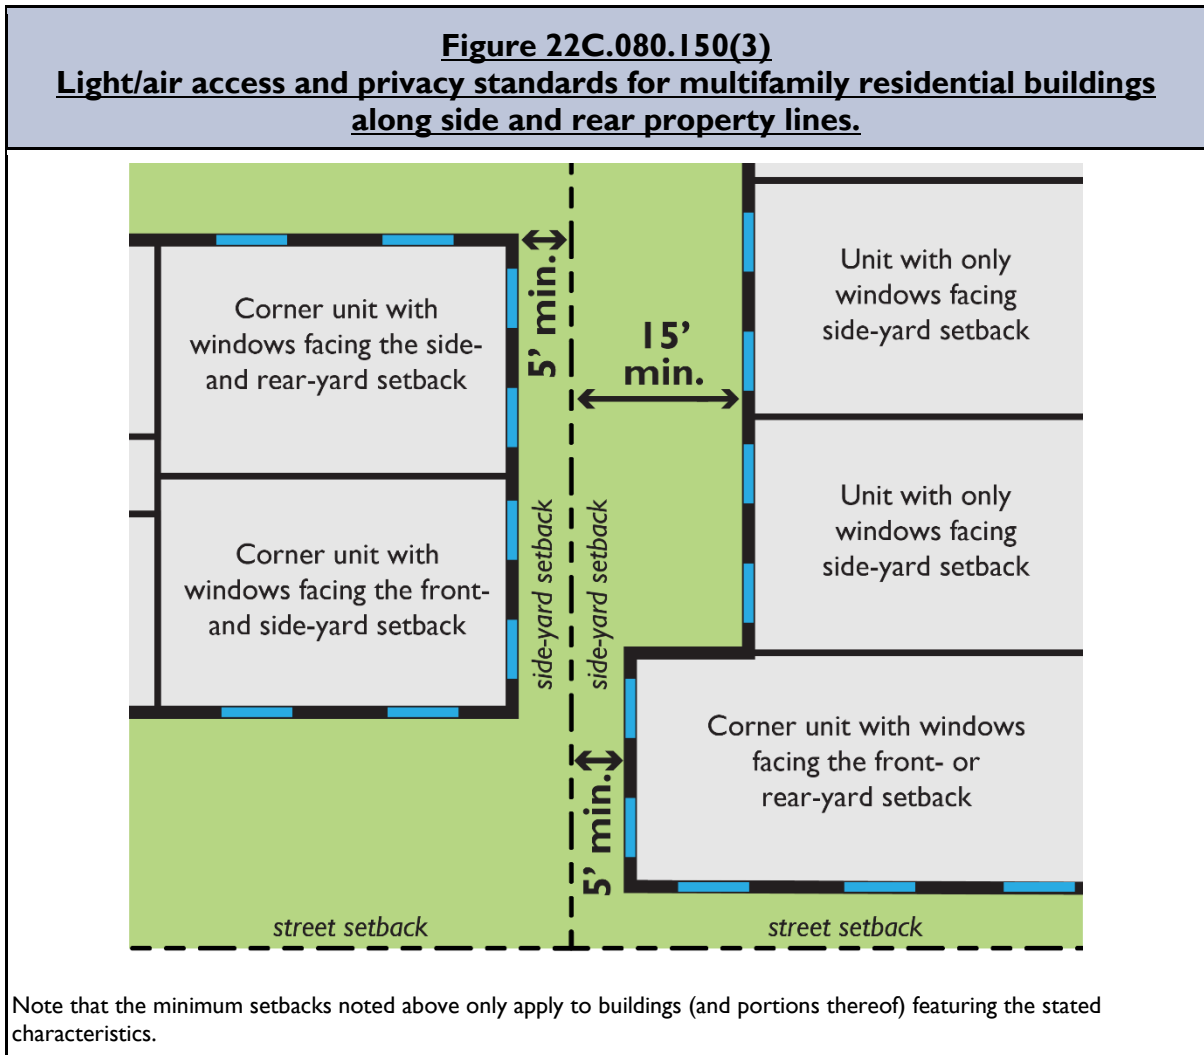 Figure 22C.080.150(3)
Light/air access and privacy standards for multifamily residential buildings
along side and rear property lines.
Corner unit with
windows facing the side-
and rear-yard setback
5' min.
15'
min.
Unit with only
windows facing
side-yard setback
Corner unit with
windows facing the front-
and side-yard setback
side-yard setback
side-yard setback
Unit with only
windows facing
side-yard setback
5' min.
Corner unit with windows
facing the front- or
rear-yard setback
street setback
street setback
Note that the minimum setbacks noted above only apply to buildings (and portions thereof) featuring the stated
characteristics.